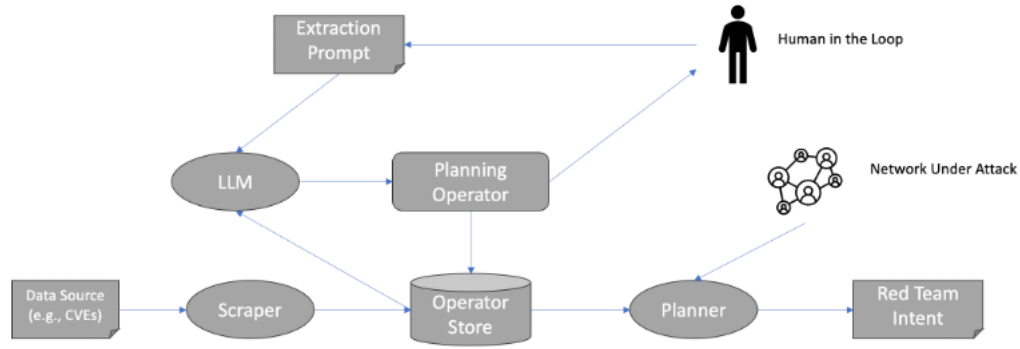 Extraction
Prompt
Human in the Loop
LLM
Planning
Operator
Network Under Attack
Data Source
(e.g., CVEs)
Scraper
Operator
Store
Planner
Red Team
Intent